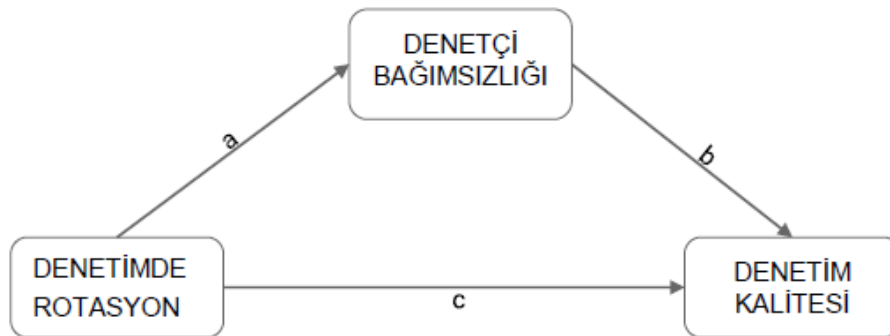 DENETÇİ
BAĞIMSIZLIĞI
a
b
DENETİMDE
ROTASYON
c
DENETİM
KALİTESİ